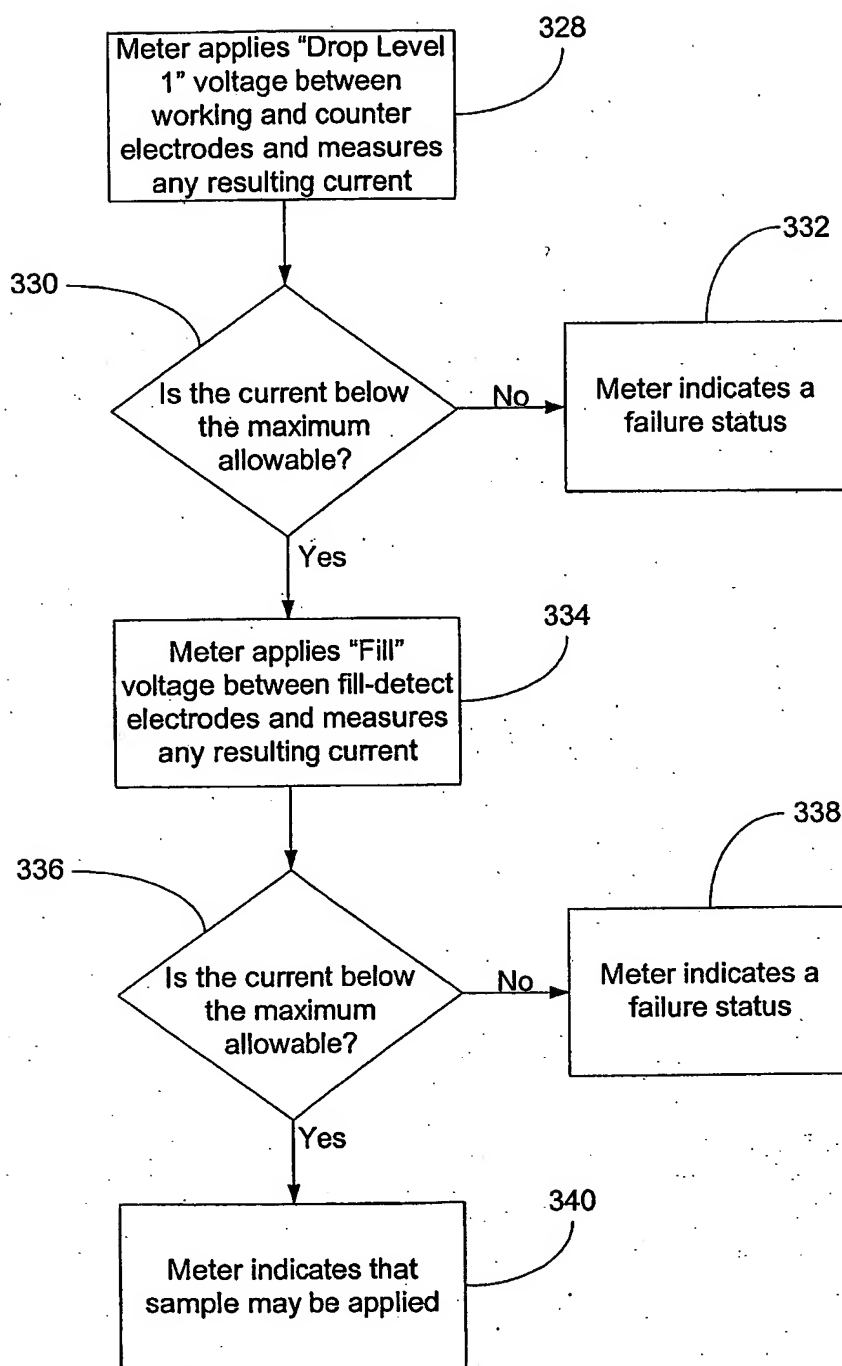 328
Meter applies “Drop Level
1” voltage between
working and counter
electrodes and measures
any resulting current
332
330
Is the current below
the maximum
allowable?
No
Meter indicates a
failure status
Yes
334
Meter applies “Fill”
voltage between fill-detect
electrodes and measures
any resulting current
338
336
Is the current below
the maximum
allowable?
No
Meter indicates a
failure status
Yes
340
Meter indicates that
sample may be applied